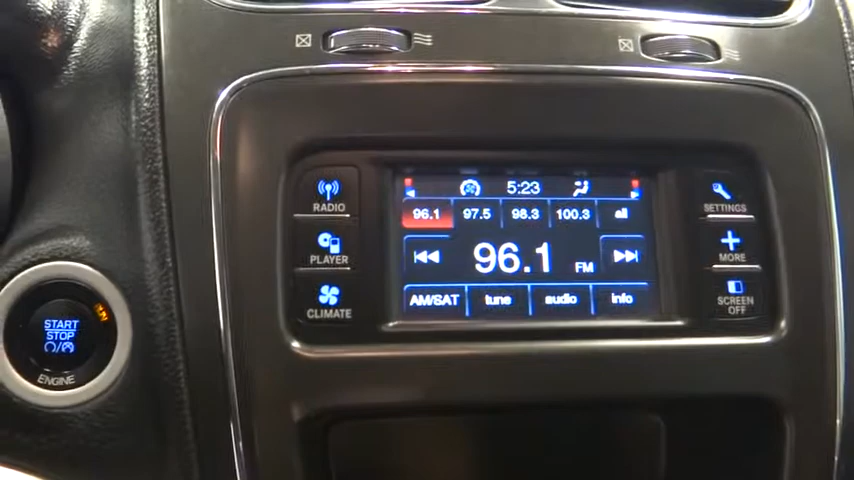 5:23
RADIO
96.1 97.5 98.3 100.3 all
SETTINGS
PLAYER
96.1 FM
MORE
CLIMATE
AM/SAT tune audio info
SCREEN
OFF
START
STOP
ENGINE
RUN